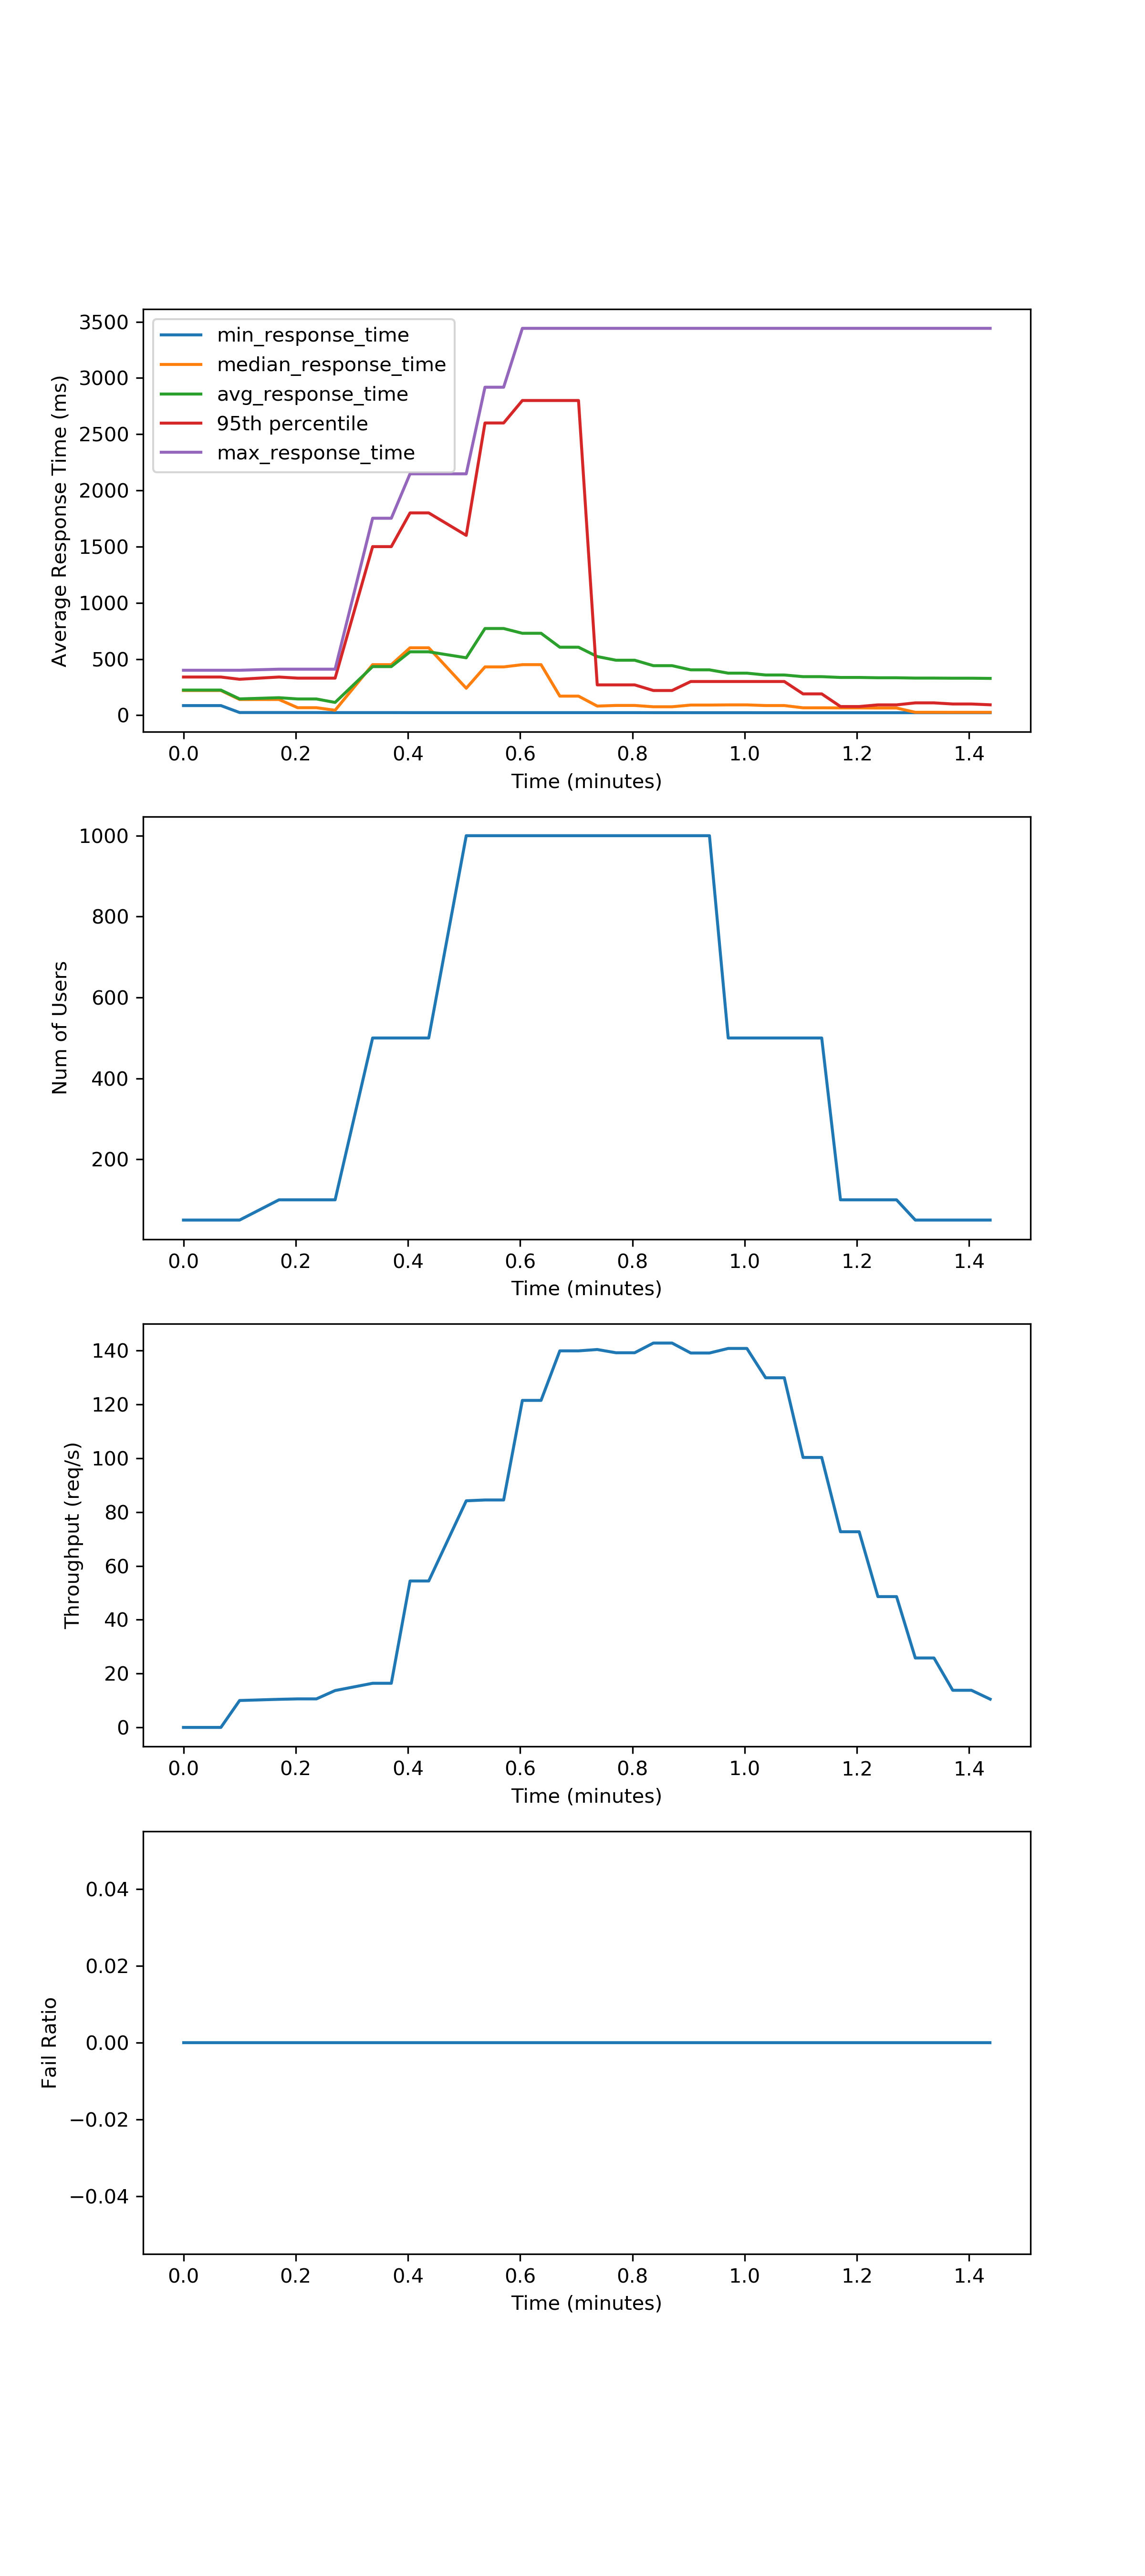 3500
3000
2500
2000
1500
1000
500
0
Average Response Time (ms)
min_response_time
median_response_time
avg_response_time
95th percentile
max_response_time
0.0 0.2 0.4 0.6 0.8 1.0 1.2 1.4
Time (minutes)
1000
800
600
400
200
Num of Users
0.0 0.2 0.4 0.6 0.8 1.0 1.2 1.4
Time (minutes)
140
120
100
80
60
40
20
0
Throughput (req/s)
0.0 0.2 0.4 0.6 0.8 1.0 1.2 1.4
Time (minutes)
0.04
0.02
0.00
−0.02
−0.04
Fail Ratio
0.0 0.2 0.4 0.6 0.8 1.0 1.2 1.4
Time (minutes)